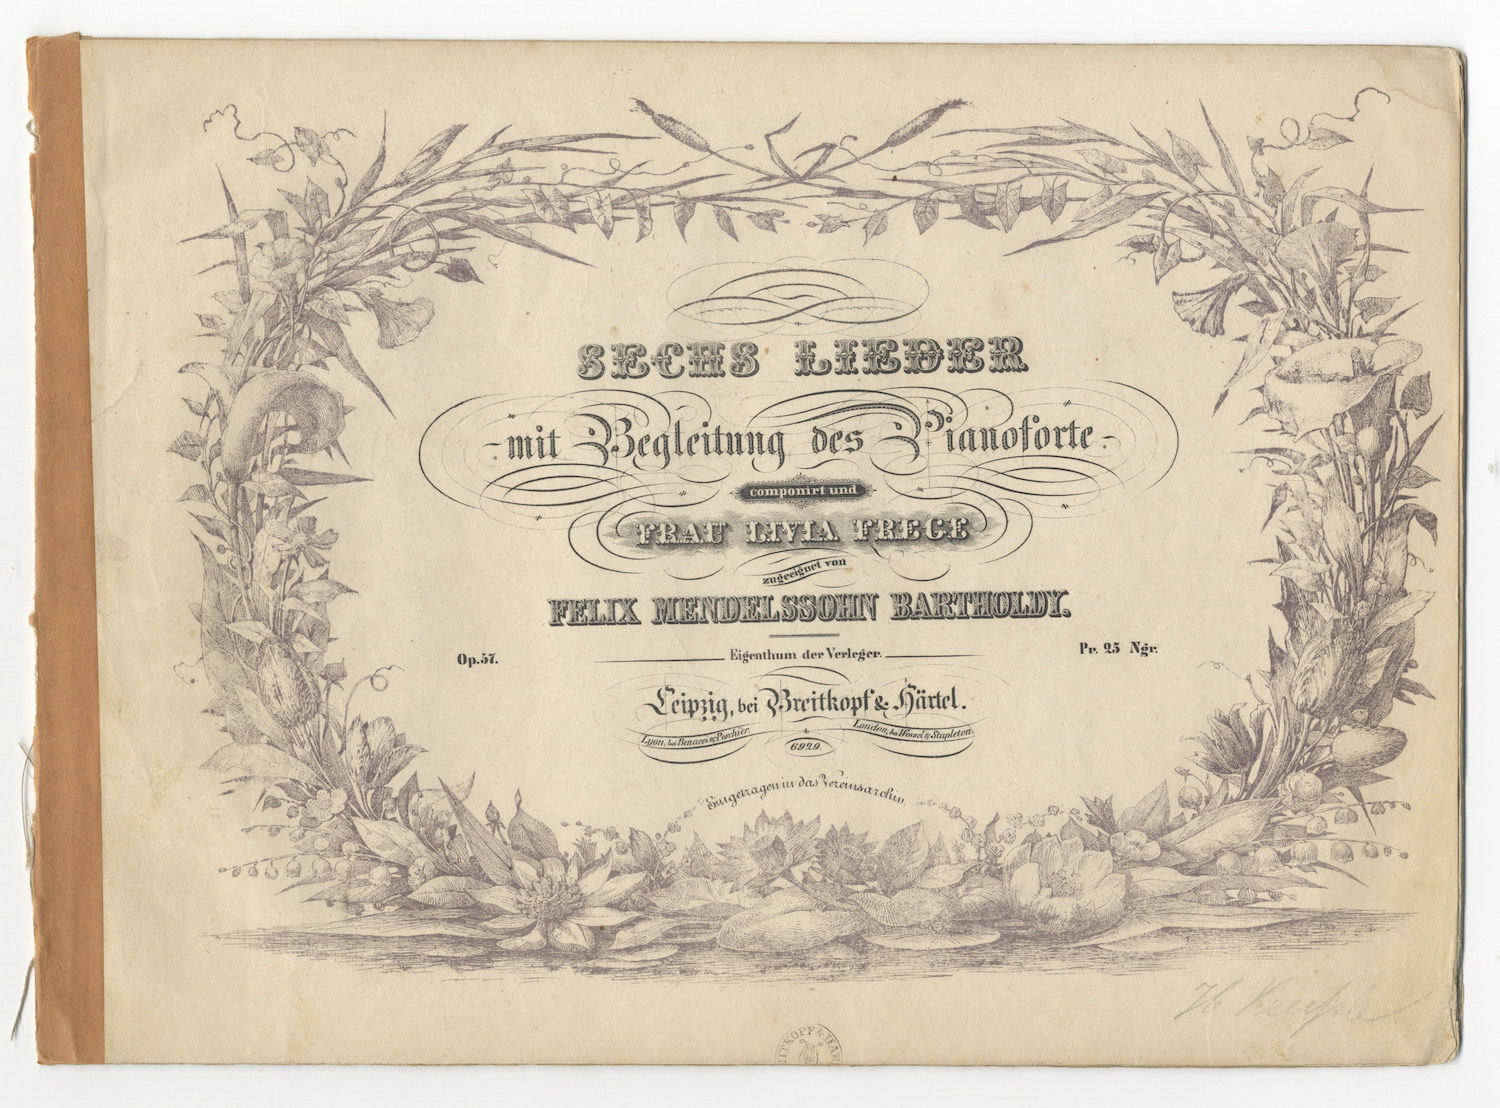 SECHS LIEDER
- mit Begleitung des Pianoforte -
componirt und
FRAU LIVIA FREGE
zugeeignet von
FELIX MENDELSSOHN BARTHOLDY.
Op. 57.
Pr. 25 Ngr.
Eigenthum der Verleger.
Leipzig, bei Breitkopf & Härtel.
Lyon, bei Benacci & Peschier.
London, bei Wessel & Stapleton.
6929.
Eingetragen in das Vereinsarchiv.